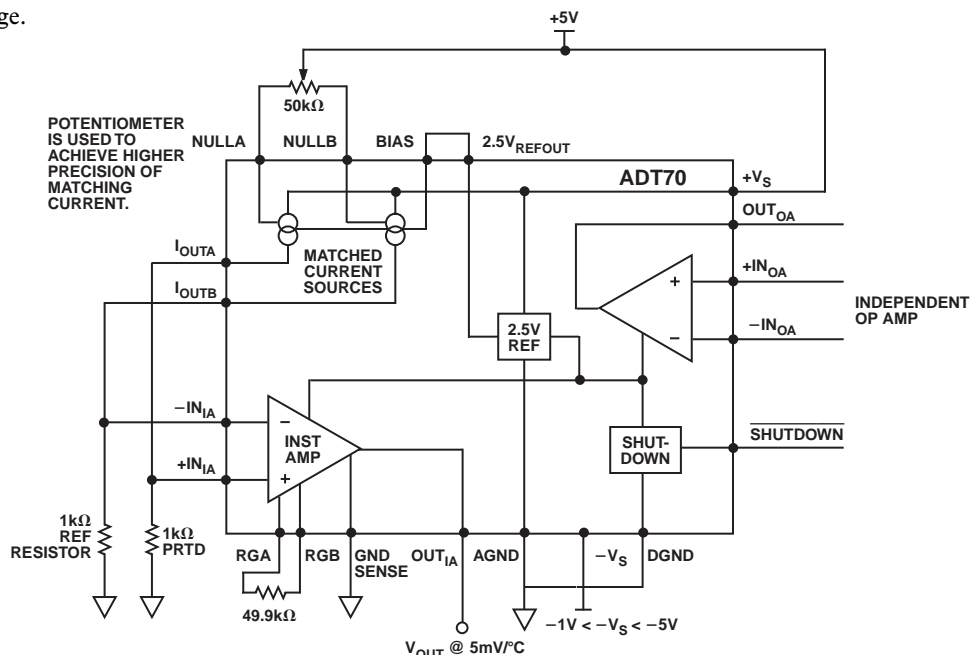 ge.
+5V
50kΩ
POTENTIOMETER
IS USED TO
ACHIEVE HIGHER
PRECISION OF
MATCHING
CURRENT.
NULLA
NULLB
BIAS
2.5VREFOUT
ADT70
+VS
OUTOA
IOUTA
MATCHED
CURRENT
SOURCES
+INOA
IOUTB
INDEPENDENT
OP AMP
2.5V
REF
−INOA
+
−
−INIA
−
INST
AMP
+
SHUT-
DOWN
SHUTDOWN
+INIA
1kΩ
REF
RESISTOR
1kΩ
PRTD
RGA
RGB
GND
SENSE
OUTIA
AGND
−VS
DGND
49.9kΩ
−1V < −VS < −5V
VOUT @ 5mV/°C